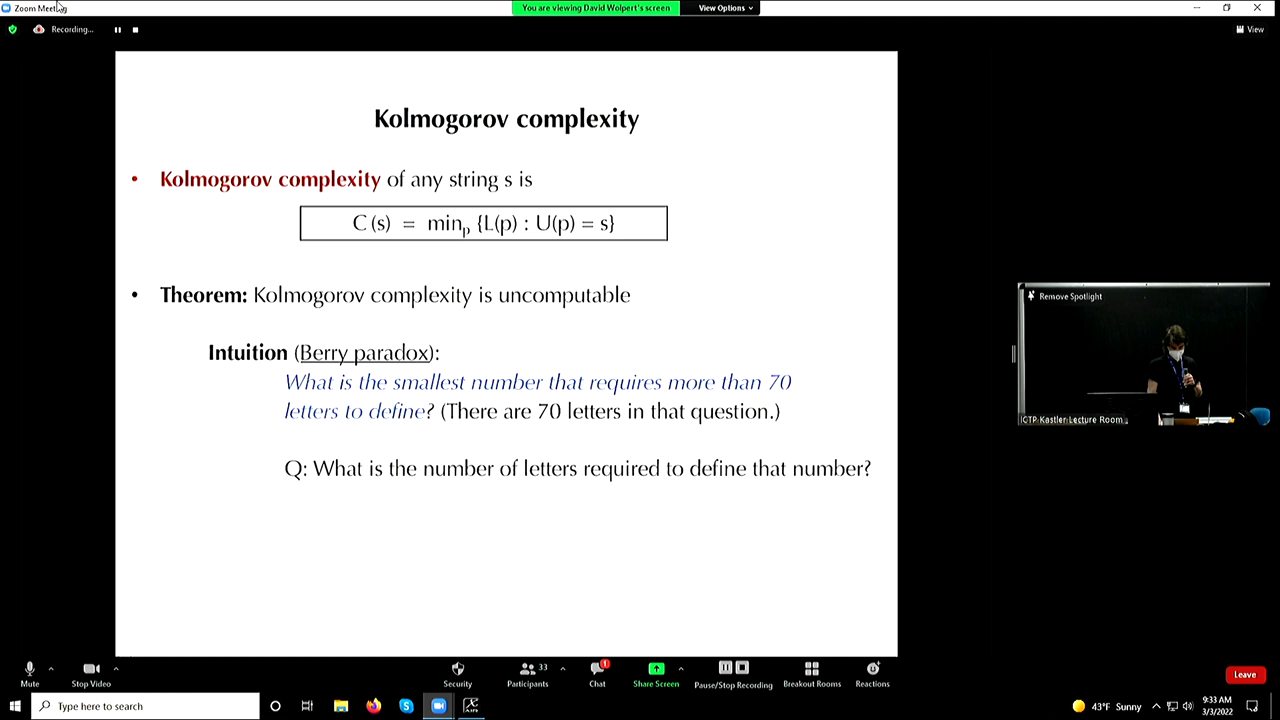 Zoom Meeting
You are viewing David Wolpert's screen
View Options
Recording...
View
Kolmogorov complexity
• Kolmogorov complexity of any string s is
C (s) = minp {L(p) : U(p) = s}
• Theorem: Kolmogorov complexity is uncomputable
Intuition (Berry paradox):
What is the smallest number that requires more than 70
letters to define? (There are 70 letters in that question.)
Q: What is the number of letters required to define that number?
Remove Spotlight
ICTP Kastler Lecture Room
Mute
Stop Video
Security
33
Participants
1
Chat
Share Screen
Pause/Stop Recording
Breakout Rooms
Reactions
Leave
Type here to search
43°F Sunny
9:33 AM
3/3/2022